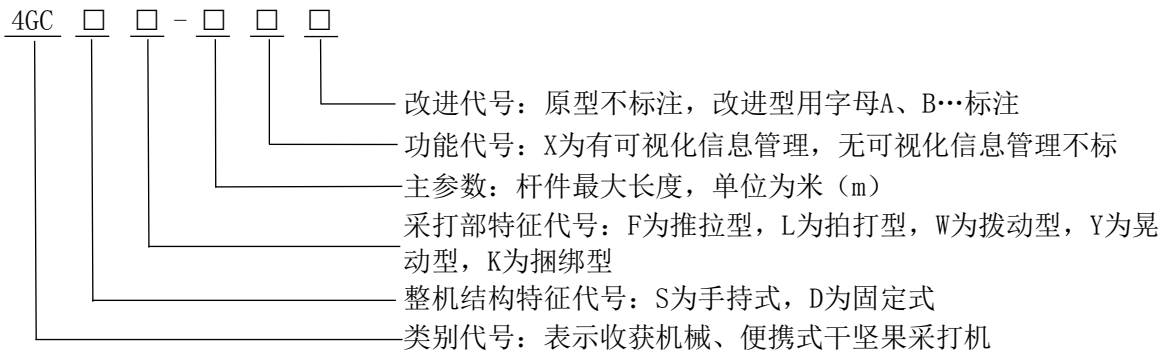 4GC □ □ - □ □ □
改进代号：原型不标注，改进型用字母A、B…标注
功能代号：X为有可视化信息管理，无可视化信息管理不标
主参数：杆件最大长度，单位为米（m）
采打部特征代号：F为推拉型，L为拍打型，W为拨动型，Y为晃
动型，K为捆绑型
整机结构特征代号：S为手持式，D为固定式
类别代号：表示收获机械、便携式干坚果采打机